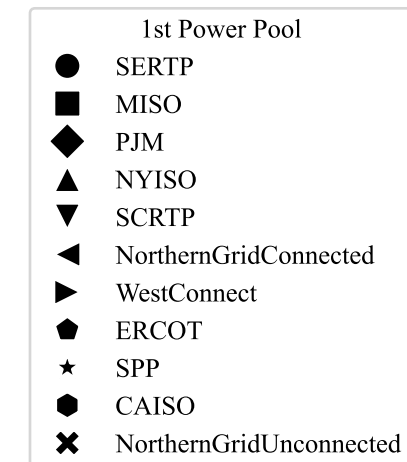 1st Power Pool
SERTP
MISO
PJM
NYISO
SCRTP
NorthernGridConnected
WestConnect
ERCOT
SPP
CAISO
NorthernGridUnconnected